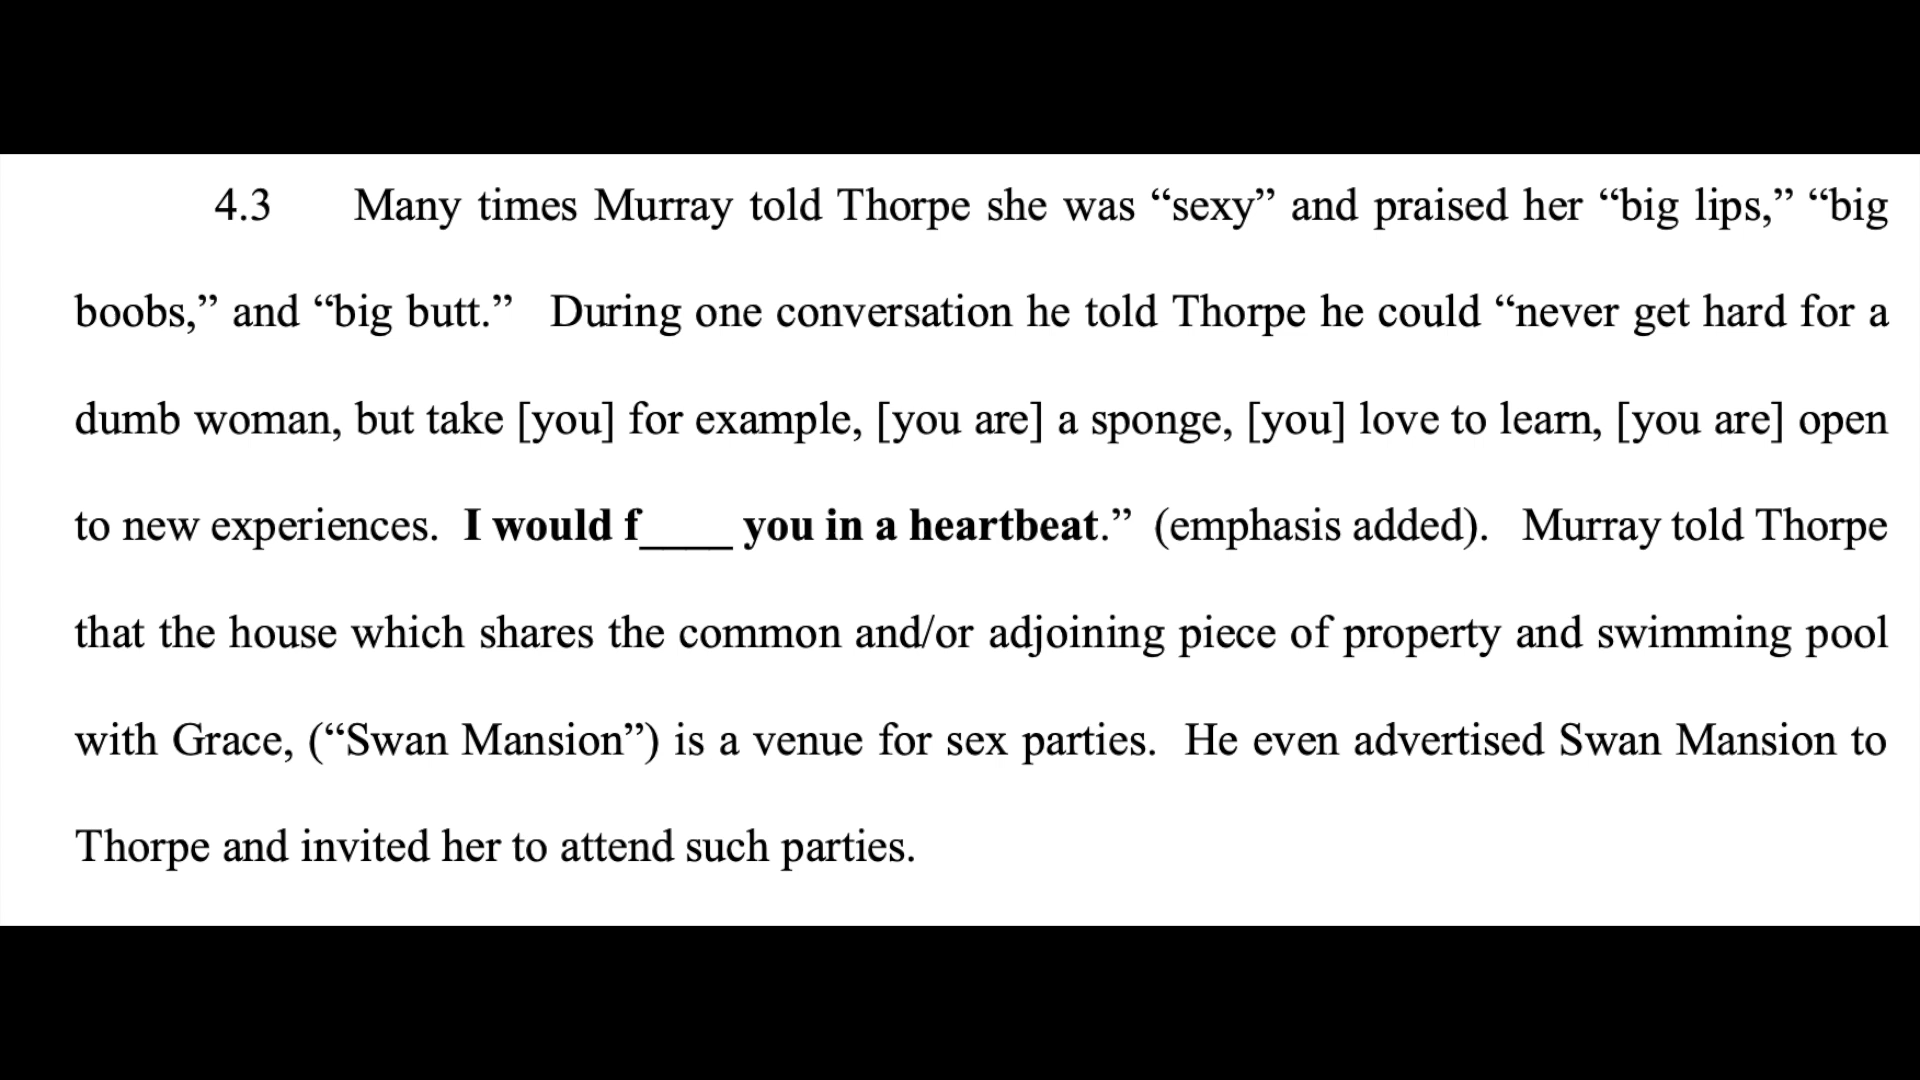 4.3 Many times Murray told Thorpe she was “sexy” and praised her “big lips,” “big
boobs,” and “big butt.” During one conversation he told Thorpe he could “never get hard for a
dumb woman, but take [you] for example, [you are] a sponge, [you] love to learn, [you are] open
to new experiences. I would f____ you in a heartbeat.” (emphasis added). Murray told Thorpe
that the house which shares the common and/or adjoining piece of property and swimming pool
with Grace, (“Swan Mansion”) is a venue for sex parties. He even advertised Swan Mansion to
Thorpe and invited her to attend such parties.